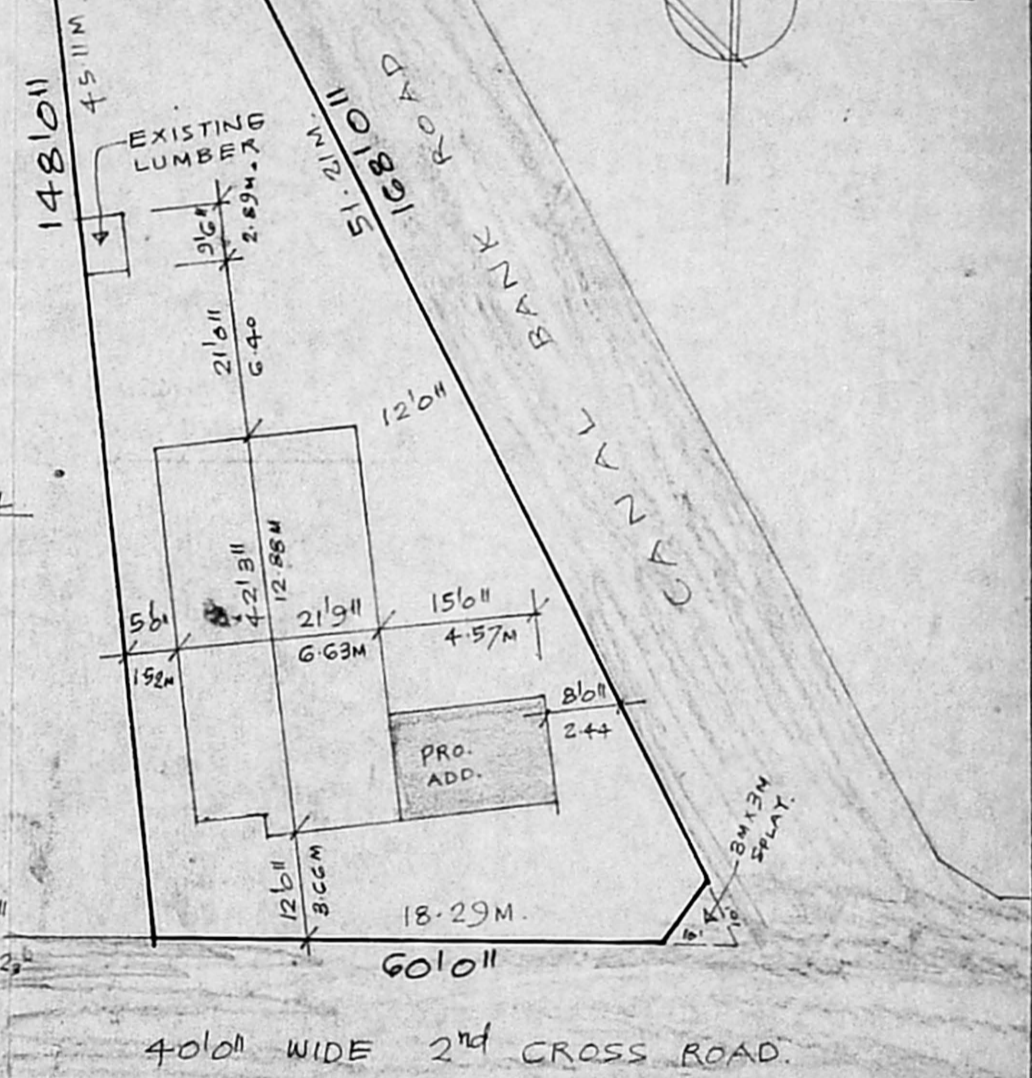 148'0"
45.11M
EXISTING
LUMBER
51.21M.
168'0"
CANAL BANK ROAD
9'6"
2.89M.
21'0"
6.40
12'0"
42'3"
12.88M
5'0"
1.52M
21'9"
6.63M
15'0"
4.57M
8'0"
2.44
PRO.
ADD.
3M X 3M
SPLAY.
12'0"
3.66M
18.29M.
60'0"
40'0" WIDE 2nd CROSS ROAD.